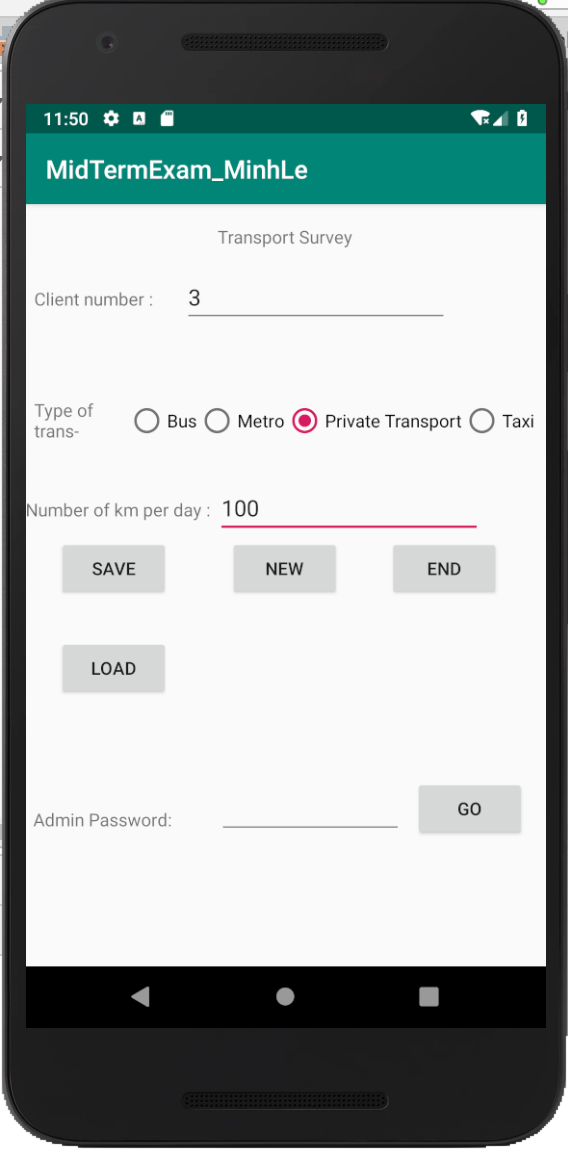 11:50
MidTermExam_MinhLe
Transport Survey
Client number : 3
Type of
trans-
Bus Metro Private Transport Taxi
Number of km per day : 100
SAVE NEW END
LOAD
Admin Password: GO